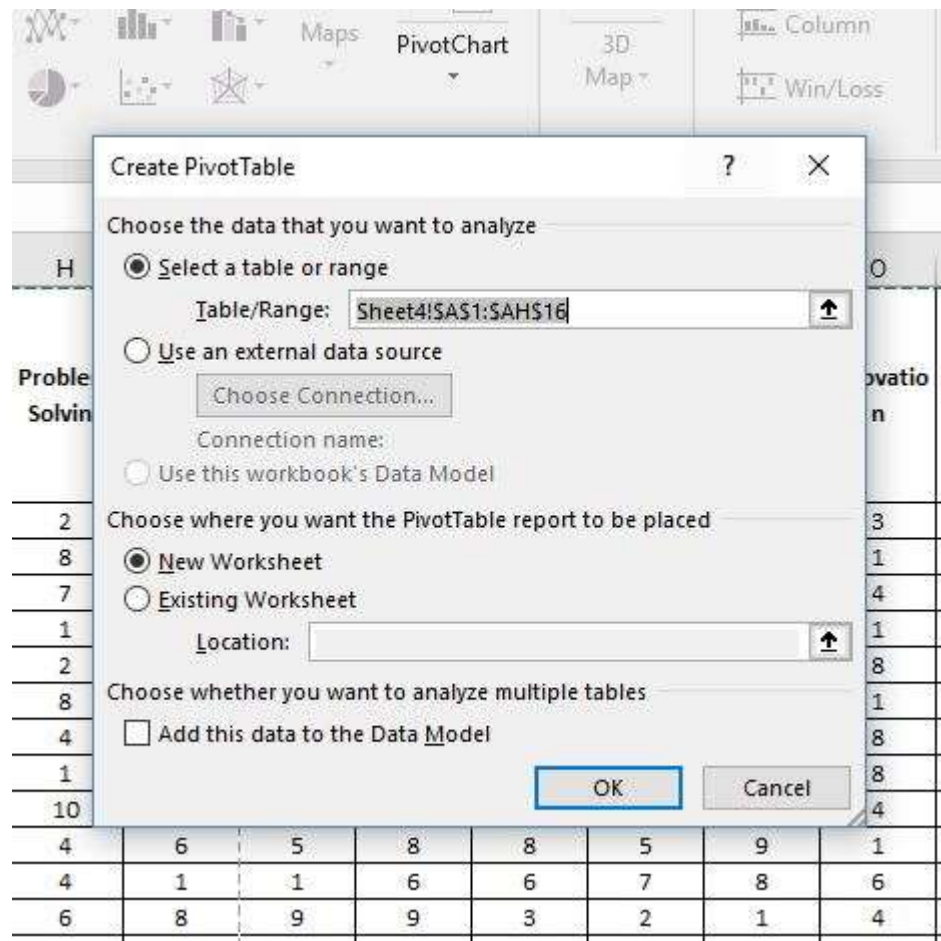 Maps
PivotChart
3D
Map
Column
Win/Loss
Create PivotTable ?
Choose the data that you want to analyze
Select a table or range
Table/Range: Sheet4!$A$1:$AH$16
Use an external data source
Choose Connection...
Connection name:
Use this workbook's Data Model
Choose where you want the PivotTable report to be placed
New Worksheet
Existing Worksheet
Location:
Choose whether you want to analyze multiple tables
Add this data to the Data Model
OK Cancel
H O
Proble ovatio
Solvin n
2 3
8 1
7 4
1 1
2 8
8 1
4 8
1 8
10 4
4 6 5 8 8 5 9 1
4 1 1 6 6 7 8 6
6 8 9 9 3 2 1 4